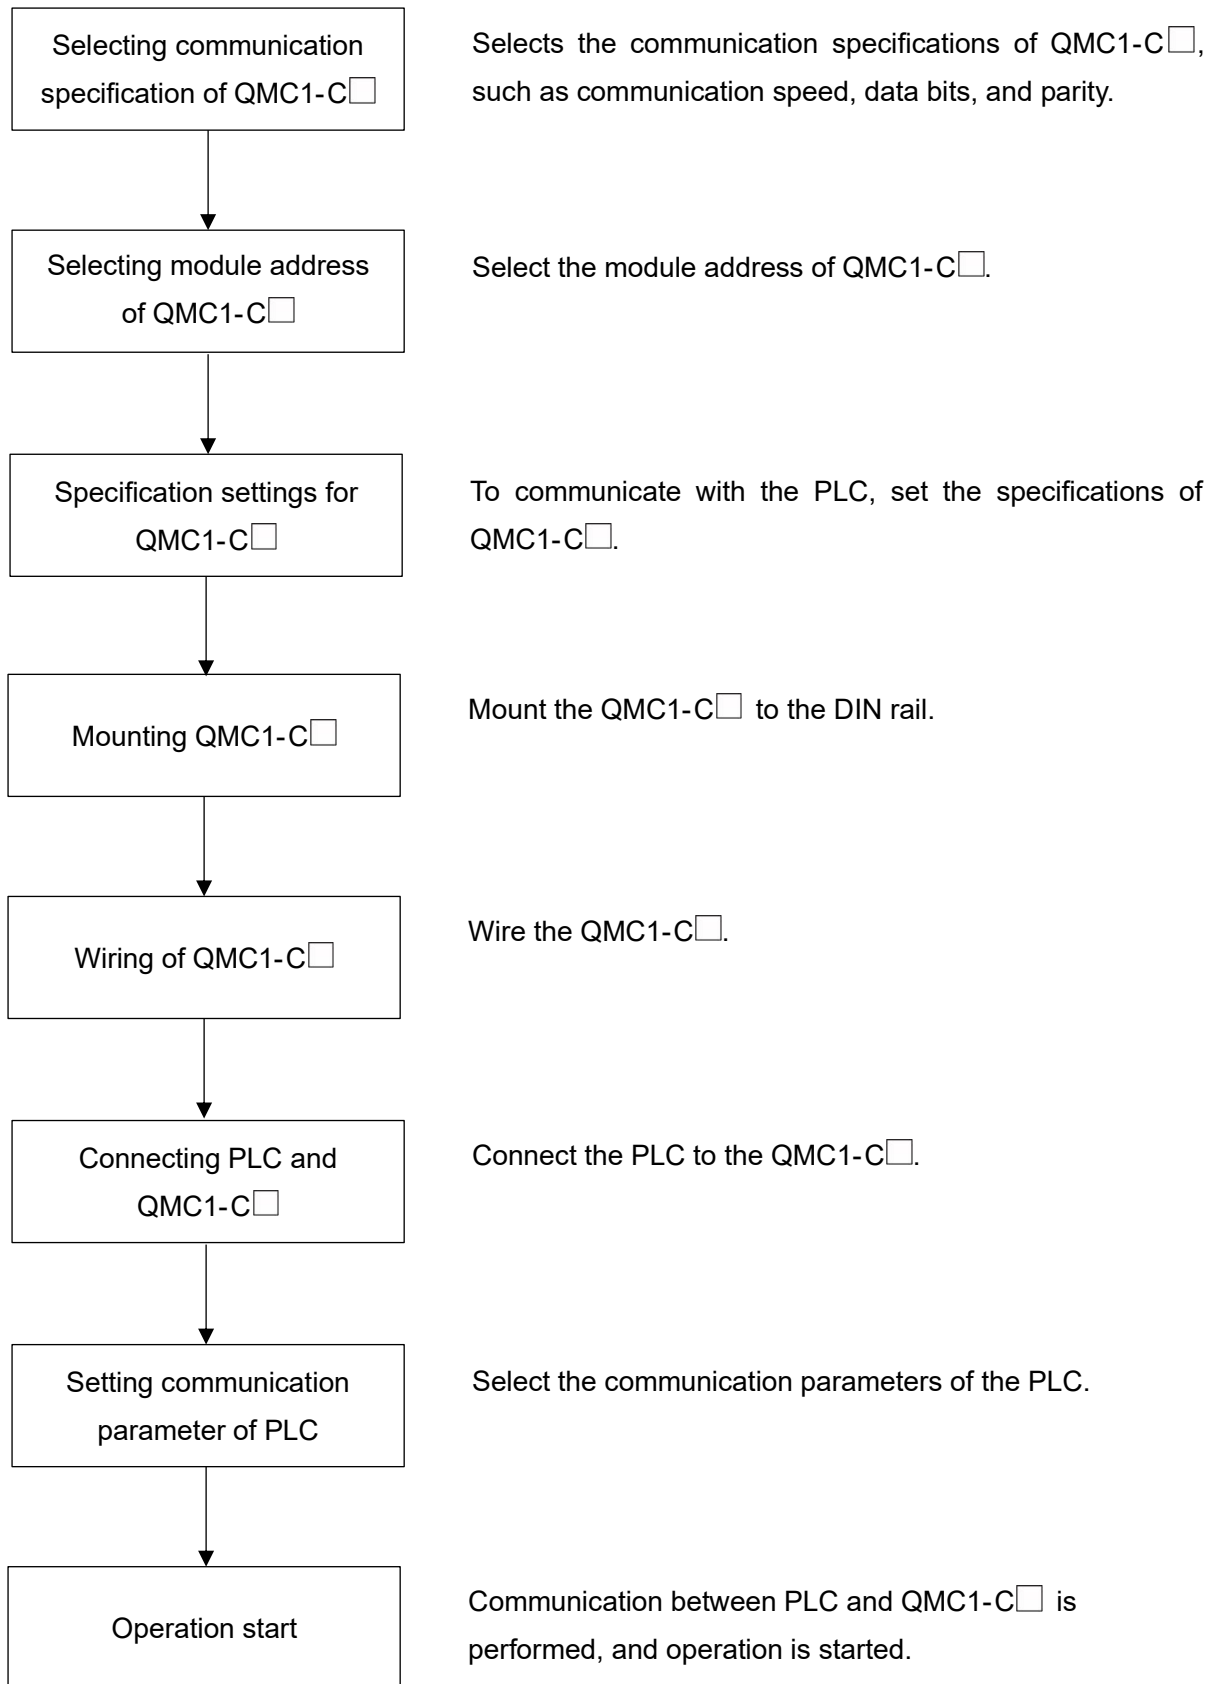 Selecting communication
specification of QMC1-C□
Selects the communication specifications of QMC1-C□,
such as communication speed, data bits, and parity.
Selecting module address
of QMC1-C□
Select the module address of QMC1-C□.
Specification settings for
QMC1-C□
To communicate with the PLC, set the specifications of
QMC1-C□.
Mounting QMC1-C□
Mount the QMC1-C□ to the DIN rail.
Wiring of QMC1-C□
Wire the QMC1-C□.
Connecting PLC and
QMC1-C□
Connect the PLC to the QMC1-C□.
Setting communication
parameter of PLC
Select the communication parameters of the PLC.
Operation start
Communication between PLC and QMC1-C□ is
performed, and operation is started.